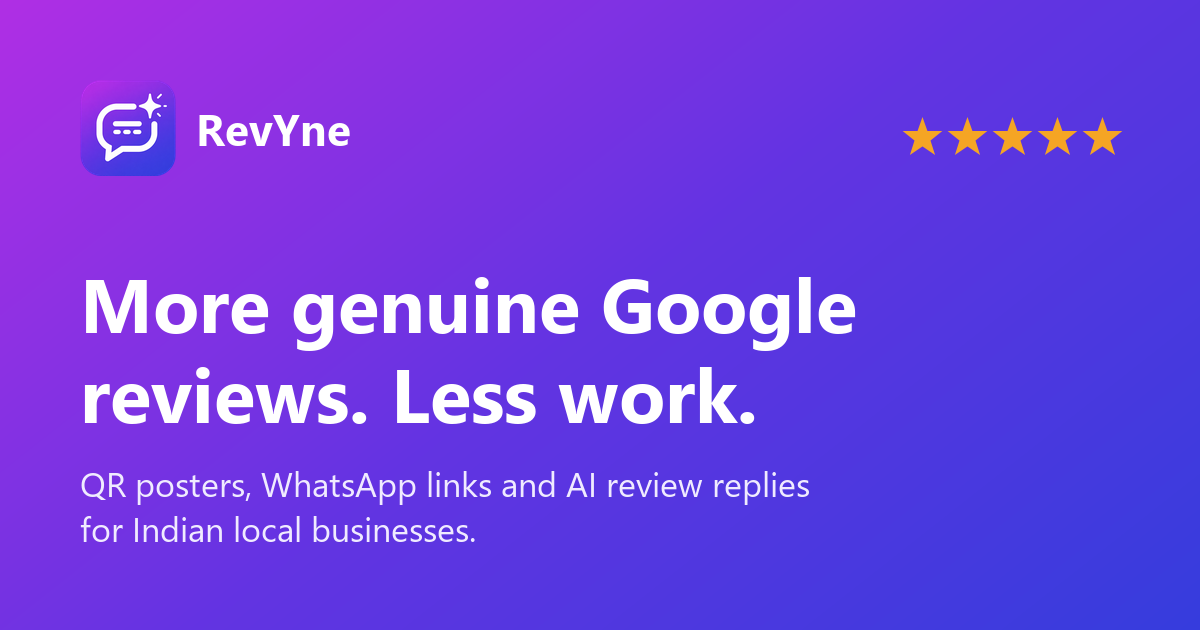 RevYne
More genuine Google
reviews. Less work.
QR posters, WhatsApp links and AI review replies
for Indian local businesses.